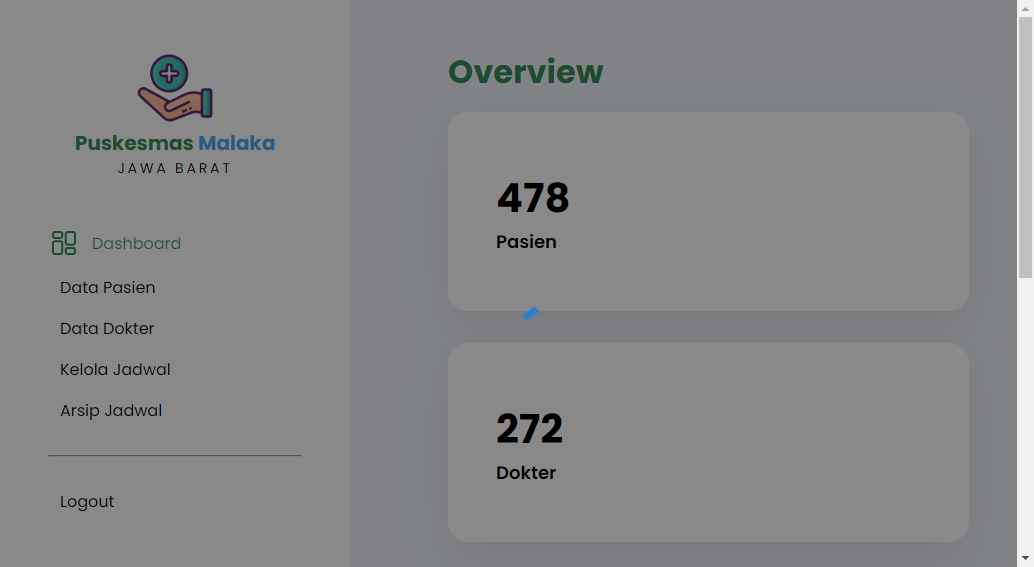 Puskesmas Malaka
JAWA BARAT
Dashboard
Data Pasien
Data Dokter
Kelola Jadwal
Arsip Jadwal
Logout
Overview
478
Pasien
272
Dokter